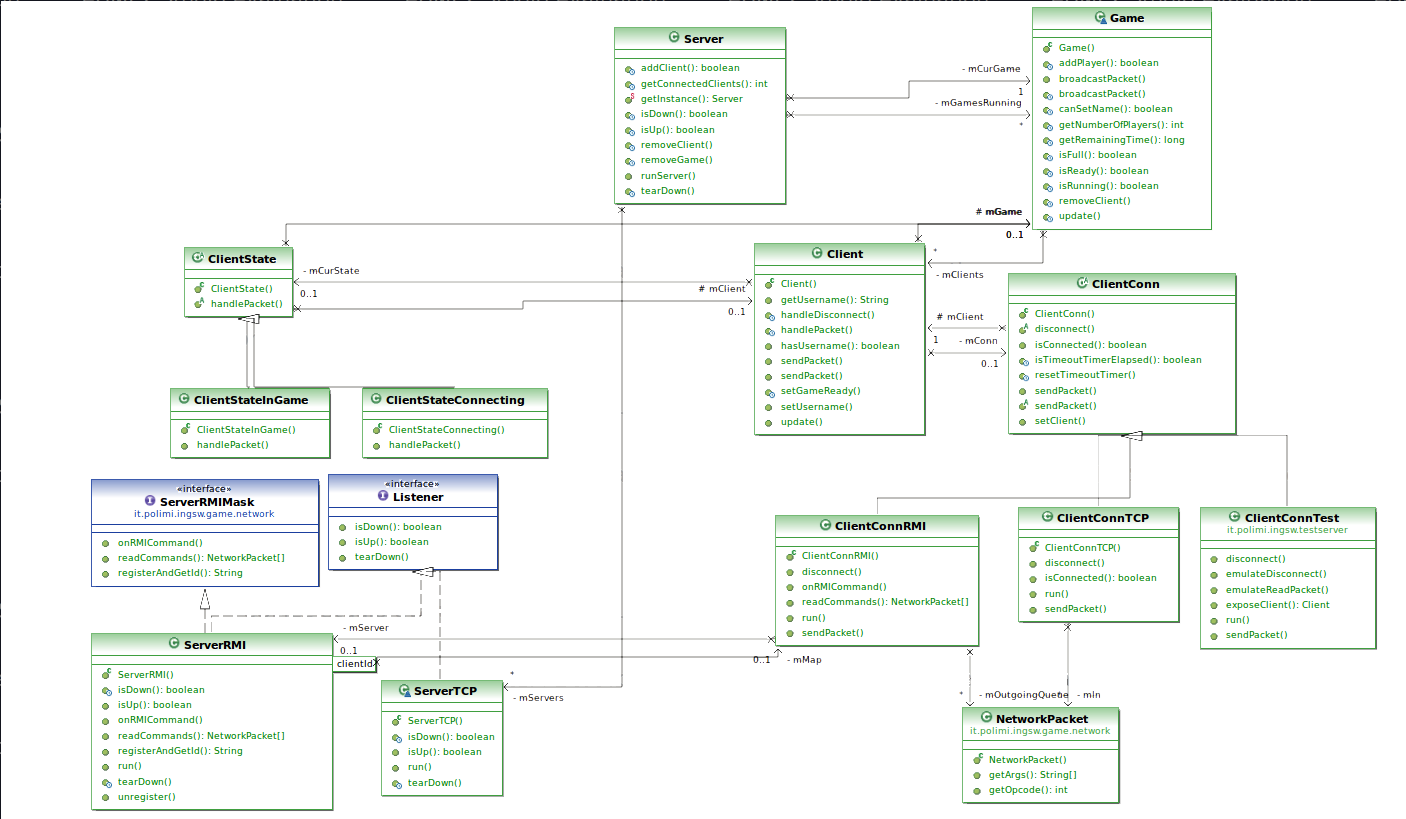 Server
addClient(): boolean
getConnectedClients(): int
getInstance(): Server
isDown(): boolean
isUp(): boolean
removeClient()
removeGame()
runServer()
tearDown()
- mCurGame
1
- mGamesRunning
*
Game
Game()
addPlayer(): boolean
broadcastPacket()
broadcastPacket()
canSetName(): boolean
getNumberOfPlayers(): int
getRemainingTime(): long
isFull(): boolean
isReady(): boolean
isRunning(): boolean
removeClient()
update()
# mGame
0..1
ClientState
ClientState()
handlePacket()
- mCurState
0..1
# mClient
0..1
Client
Client()
getUsername(): String
handleDisconnect()
handlePacket()
hasUsername(): boolean
sendPacket()
sendPacket()
setGameReady()
setUsername()
update()
*
- mClients
# mClient
1
- mConn
0..1
ClientConn
ClientConn()
disconnect()
isConnected(): boolean
isTimeoutTimerElapsed(): boolean
resetTimeoutTimer()
sendPacket()
sendPacket()
setClient()
ClientStateInGame
ClientStateInGame()
handlePacket()
ClientStateConnecting
ClientStateConnecting()
handlePacket()
«interface»
ServerRMIMask
it.polimi.ingsw.game.network
onRMICommand()
readCommands(): NetworkPacket[]
registerAndGetId(): String
«interface»
Listener
isDown(): boolean
isUp(): boolean
tearDown()
ClientConnRMI
ClientConnRMI()
disconnect()
onRMICommand()
readCommands(): NetworkPacket[]
run()
sendPacket()
ClientConnTCP
ClientConnTCP()
disconnect()
isConnected(): boolean
run()
sendPacket()
ClientConnTest
it.polimi.ingsw.testserver
disconnect()
emulateDisconnect()
emulateReadPacket()
exposeClient(): Client
run()
sendPacket()
ServerRMI
ServerRMI()
isDown(): boolean
isUp(): boolean
onRMICommand()
readCommands(): NetworkPacket[]
registerAndGetId(): String
run()
tearDown()
unregister()
- mServer
0..1
clientId
0..1
- mMap
ServerTCP
ServerTCP()
isDown(): boolean
isUp(): boolean
run()
tearDown()
*
- mServers
*
- mOutgoingQueue
- mIn
NetworkPacket
it.polimi.ingsw.game.network
NetworkPacket()
getArgs(): String[]
getOpcode(): int